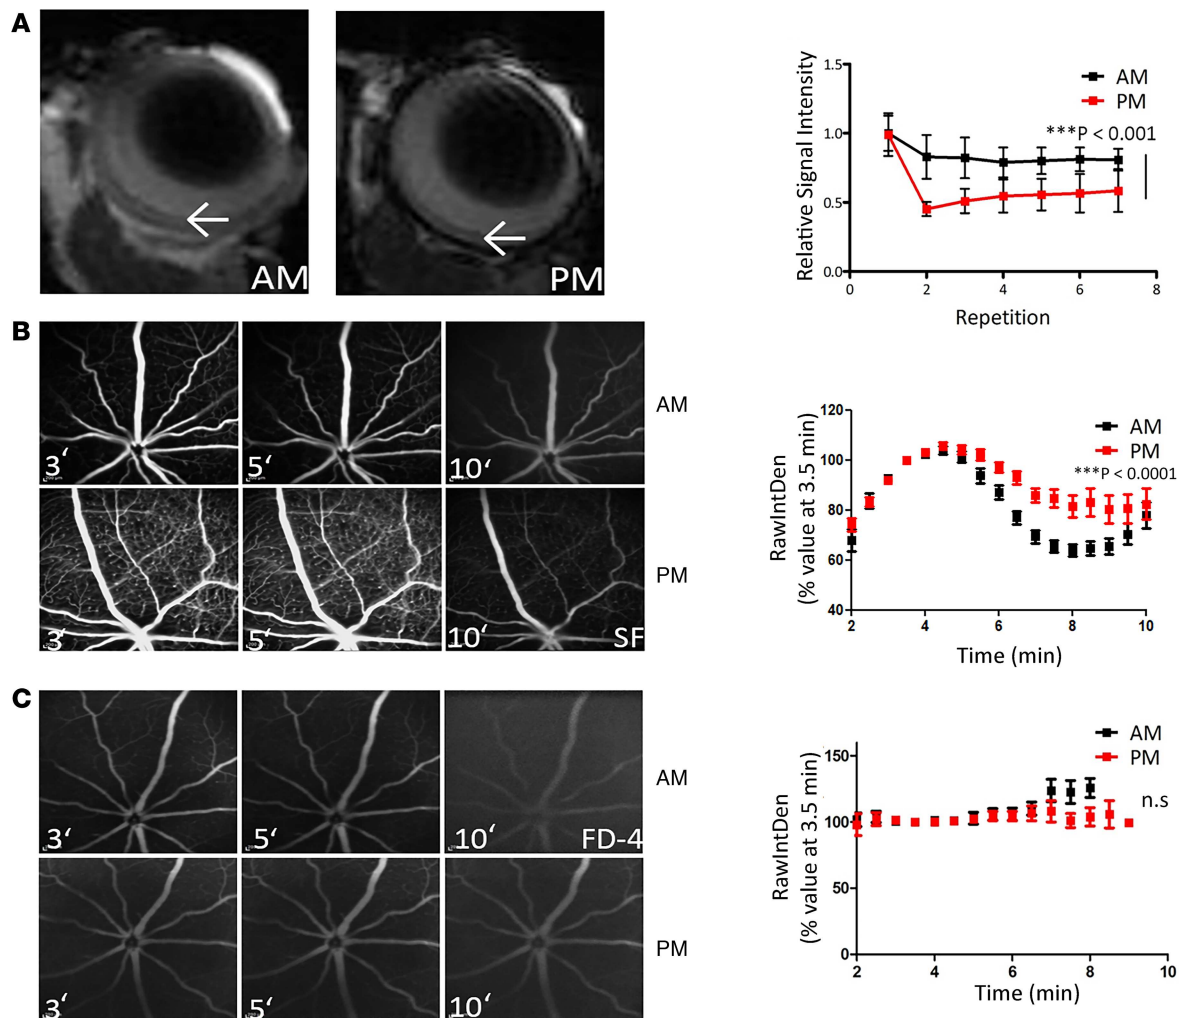 A
AM
PM
1.5
1.0
0.5
0.0
0
2
4
6
8
Relative Signal Intensity
Repetition
AM
PM
***P < 0.001
B
3‘
5‘
10‘
AM
3‘
5‘
10‘
SF
PM
120
100
80
60
40
2
4
6
8
10
RawIntDen
(% value at 3.5 min)
Time (min)
AM
PM
***P < 0.0001
C
3‘
5‘
10‘
FD-4
AM
3‘
5‘
10‘
PM
150
100
50
0
2
4
6
8
10
RawIntDen
(% value at 3.5 min)
Time (min)
AM
PM
n.s